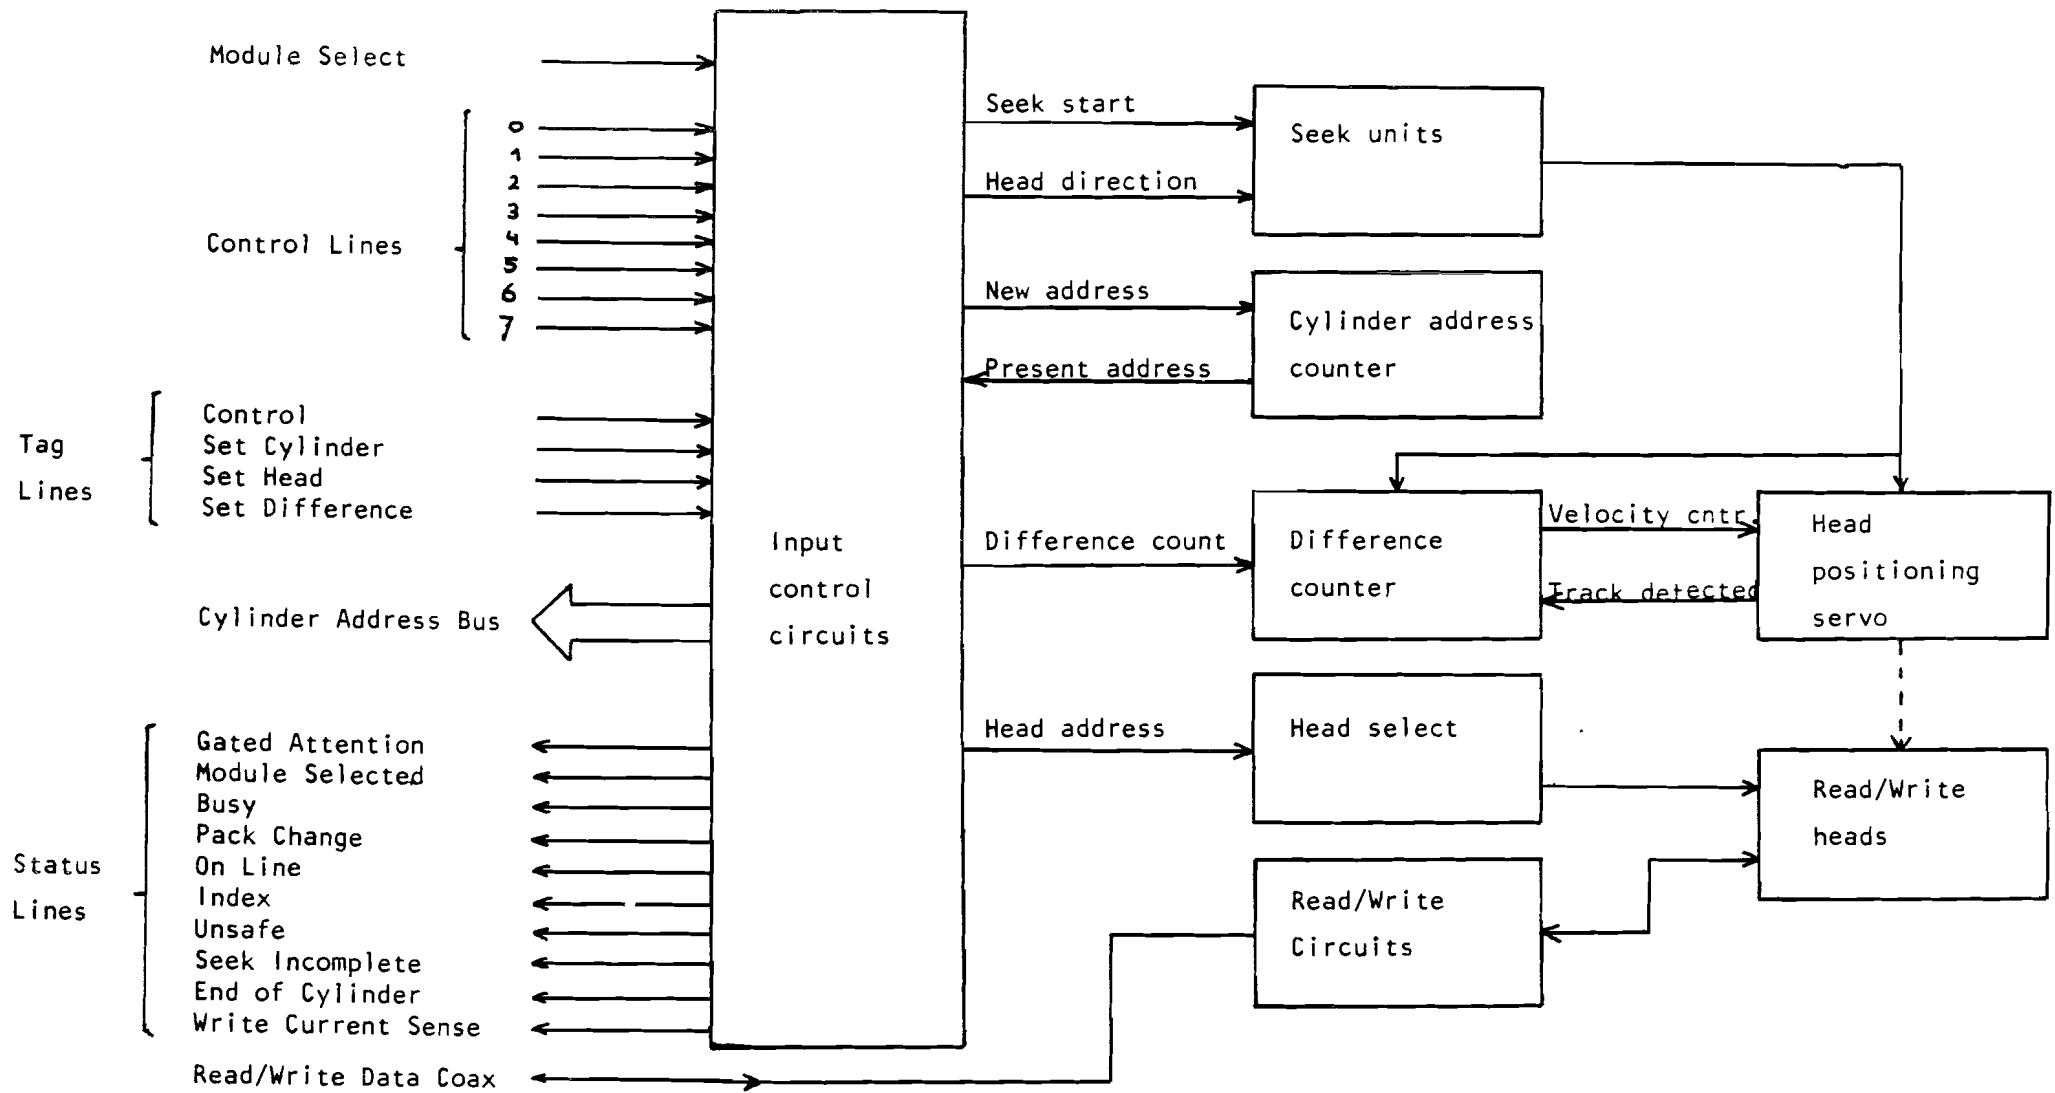 Module Select
Control Lines
0
1
2
3
4
5
6
7
Tag
Lines
Control
Set Cylinder
Set Head
Set Difference
Cylinder Address Bus
Status
Lines
Gated Attention
Module Selected
Busy
Pack Change
On Line
Index
Unsafe
Seek Incomplete
End of Cylinder
Write Current Sense
Read/Write Data Coax
Input
control
circuits
Seek start
Head direction
New address
Present address
Difference count
Head address
Seek units
Cylinder address
counter
Difference
counter
Velocity cntr.
Track detected
Head
positioning
servo
Head select
Read/Write
heads
Read/Write
Circuits